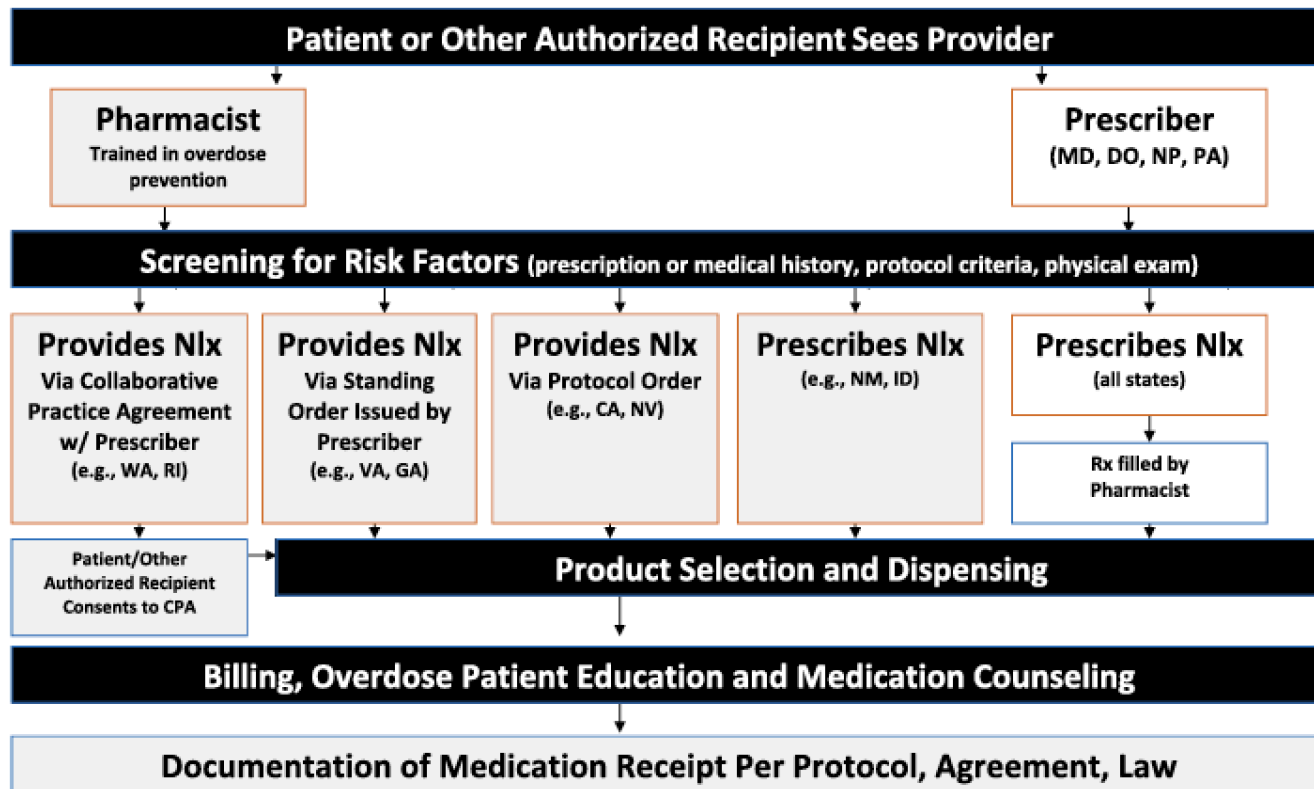 Patient or Other Authorized Recipient Sees Provider
Pharmacist
Trained in overdose
prevention
Prescriber
(MD, DO, NP, PA)
Screening for Risk Factors (prescription or medical history, protocol criteria, physical exam)
Provides Nlx
Via Collaborative
Practice Agreement
w/ Prescriber
(e.g., WA, RI)
Provides Nlx
Via Standing
Order Issued by
Prescriber
(e.g., VA, GA)
Provides Nlx
Via Protocol Order
(e.g., CA, NV)
Prescribes Nlx
(e.g., NM, ID)
Prescribes Nlx
(all states)
Rx filled by
Pharmacist
Patient/Other
Authorized Recipient
Consents to CPA
Product Selection and Dispensing
Billing, Overdose Patient Education and Medication Counseling
Documentation of Medication Receipt Per Protocol, Agreement, Law